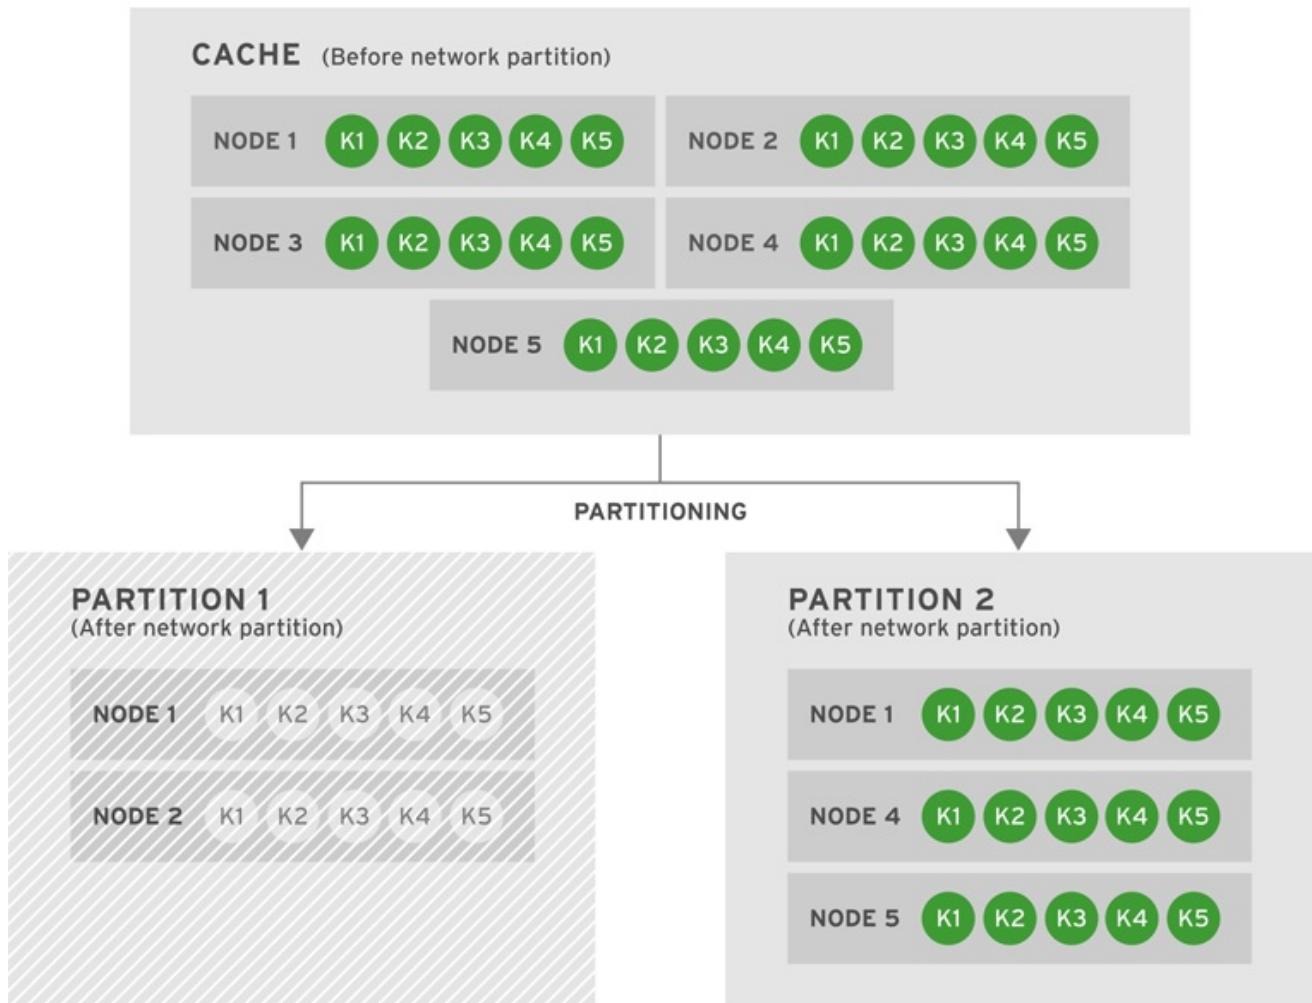 CACHE (Before network partition)
NODE 1 K1 K2 K3 K4 K5
NODE 2 K1 K2 K3 K4 K5
NODE 3 K1 K2 K3 K4 K5
NODE 4 K1 K2 K3 K4 K5
NODE 5 K1 K2 K3 K4 K5
PARTITIONING
PARTITION 1
(After network partition)
NODE 1 K1 K2 K3 K4 K5
NODE 2 K1 K2 K3 K4 K5
PARTITION 2
(After network partition)
NODE 1 K1 K2 K3 K4 K5
NODE 4 K1 K2 K3 K4 K5
NODE 5 K1 K2 K3 K4 K5